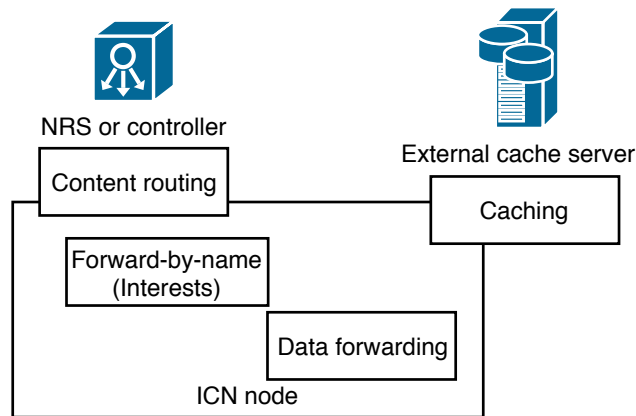 NRS or controller
External cache server
Content routing
Caching
Forward-by-name
(Interests)
Data forwarding
ICN node